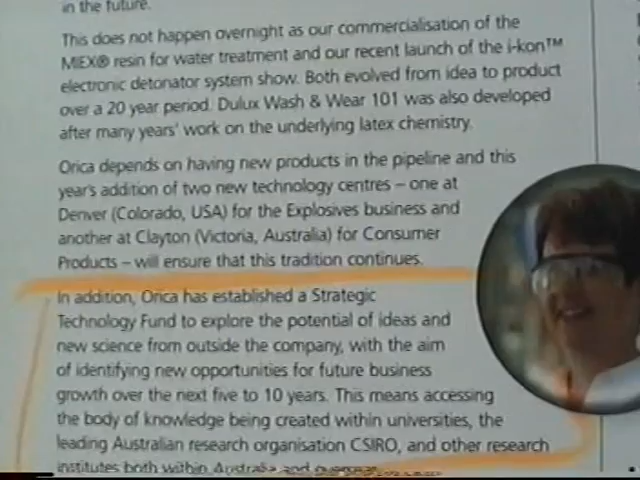 in the future.
This does not happen overnight as our commercialisation of the
MIEX® resin for water treatment and our recent launch of the i-kon™
electronic detonator system show. Both evolved from idea to product
over a 20 year period. Dulux Wash & Wear 101 was also developed
after many years' work on the underlying latex chemistry.
Orica depends on having new products in the pipeline and this
year's addition of two new technology centres – one at
Denver (Colorado, USA) for the Explosives business and
another at Clayton (Victoria, Australia) for Consumer
Products – will ensure that this tradition continues.
In addition, Orica has established a Strategic
Technology Fund to explore the potential of ideas and
new science from outside the company, with the aim
of identifying new opportunities for future business
growth over the next five to 10 years. This means accessing
the body of knowledge being created within universities, the
leading Australian research organisation CSIRO, and other research
institutes both within Australia and overseas.